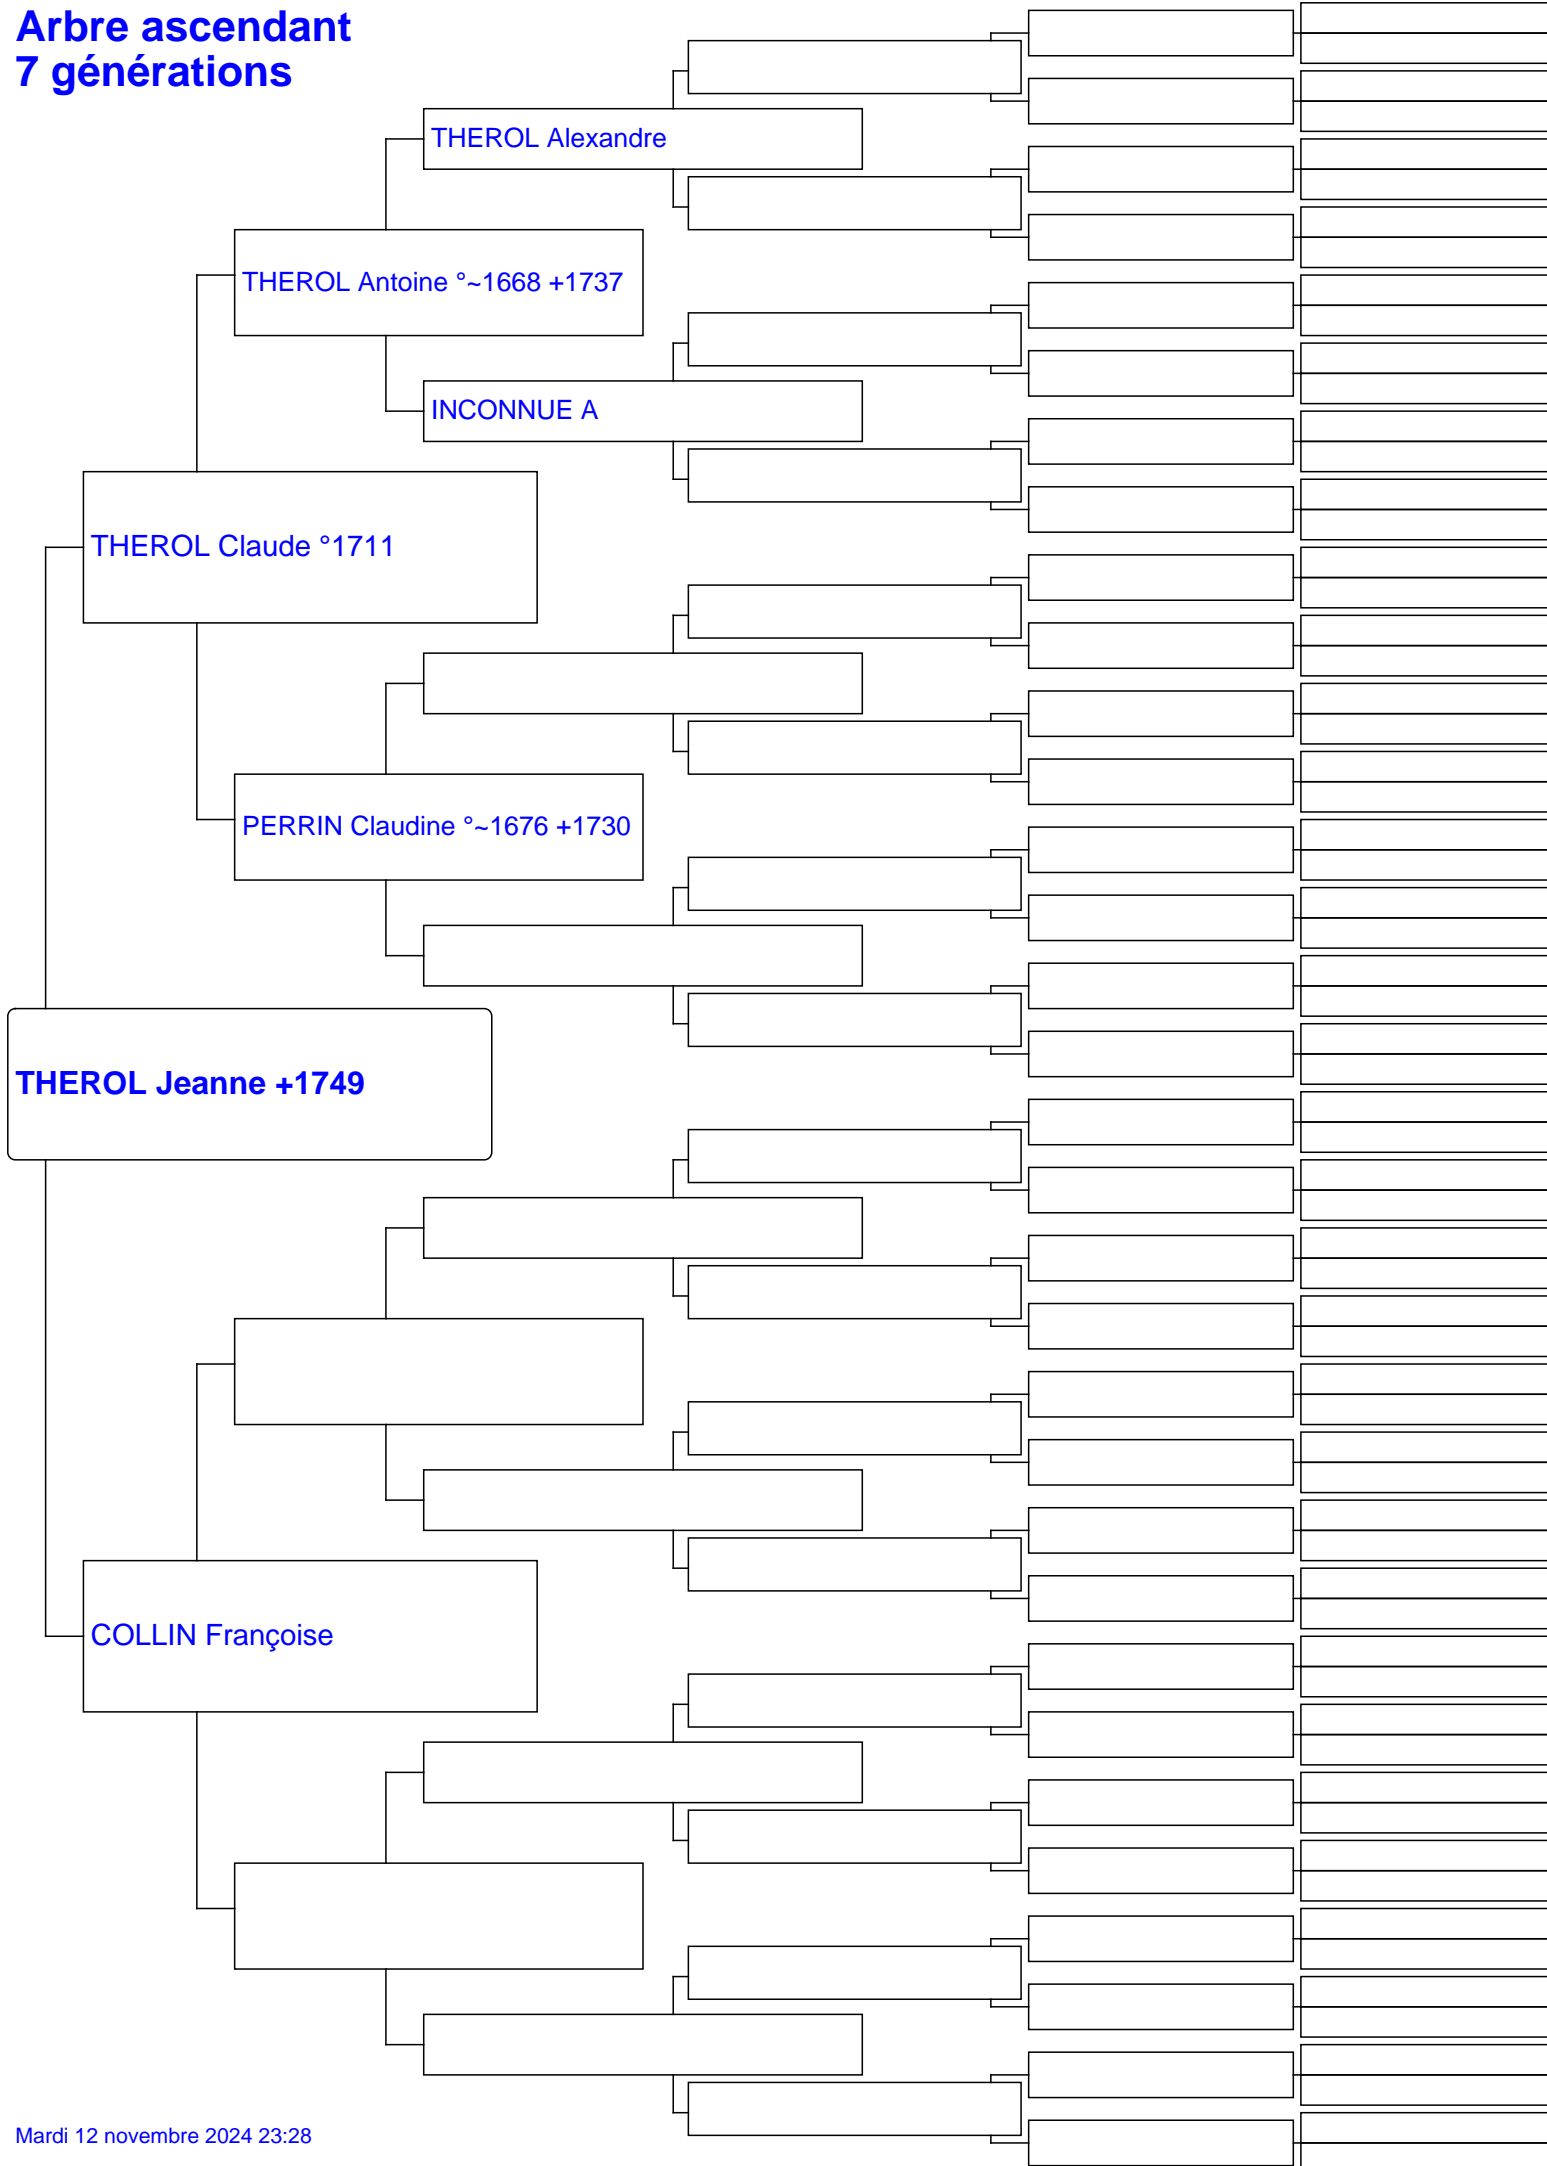 Arbre ascendant
7 générations
THEROL Alexandre
THEROL Antoine °~1668 +1737
INCONNUE A
THEROL Claude °1711
PERRIN Claudine °~1676 +1730
THEROL Jeanne +1749
COLLIN Françoise
Mardi 12 novembre 2024 23:28